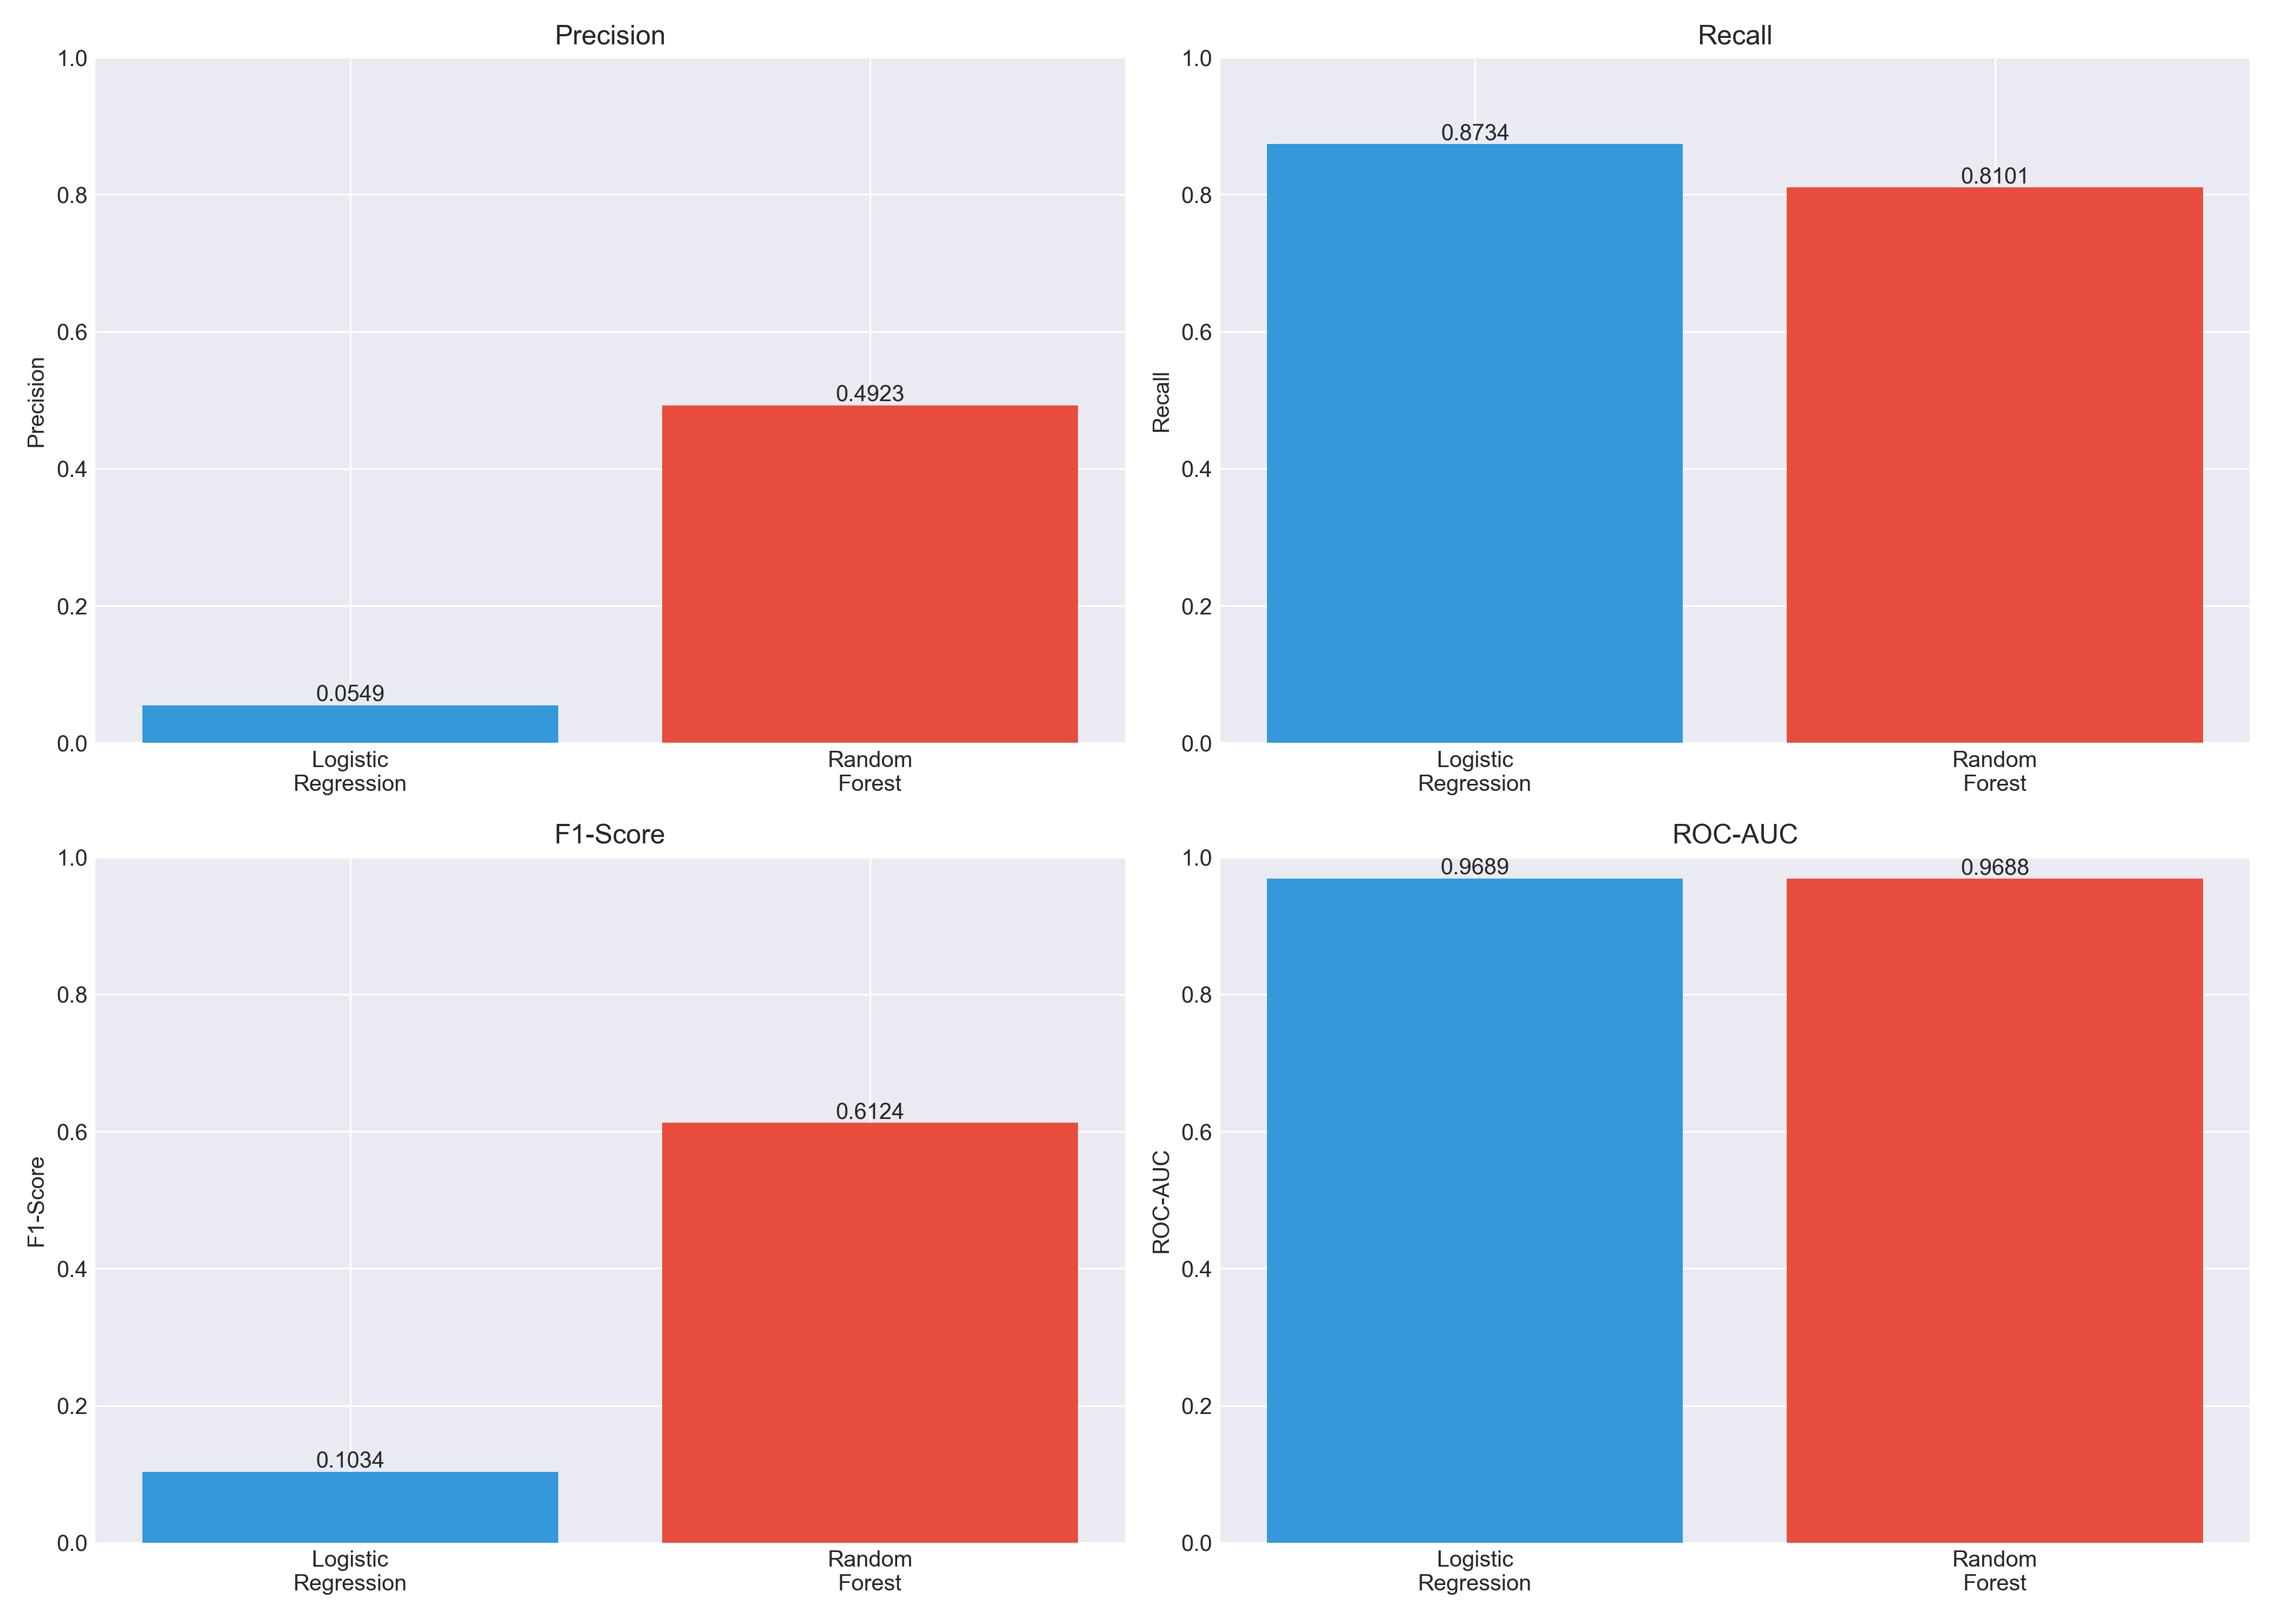 Precision
1.0
0.8
0.6
0.4
0.2
0.0
Precision
0.0549
0.4923
Logistic
Regression
Random
Forest
Recall
1.0
0.8
0.6
0.4
0.2
0.0
Recall
0.8734
0.8101
Logistic
Regression
Random
Forest
F1-Score
1.0
0.8
0.6
0.4
0.2
0.0
F1-Score
0.1034
0.6124
Logistic
Regression
Random
Forest
ROC-AUC
1.0
0.8
0.6
0.4
0.2
0.0
ROC-AUC
0.9689
0.9688
Logistic
Regression
Random
Forest